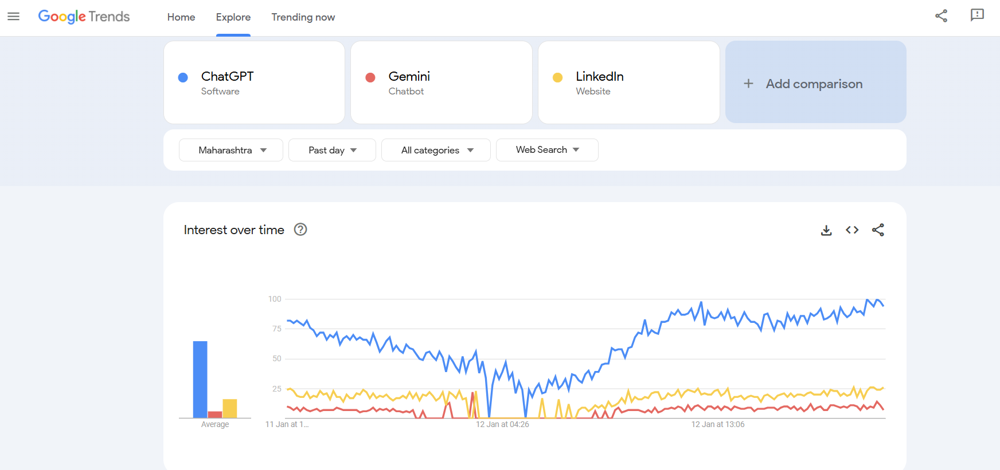 Google Trends
Home
Explore
Trending now
ChatGPT
Software
Gemini
Chatbot
LinkedIn
Website
+ Add comparison
Maharashtra
Past day
All categories
Web Search
Interest over time
100
75
50
25
Average
11 Jan at 1...
12 Jan at 04:26
12 Jan at 13:06